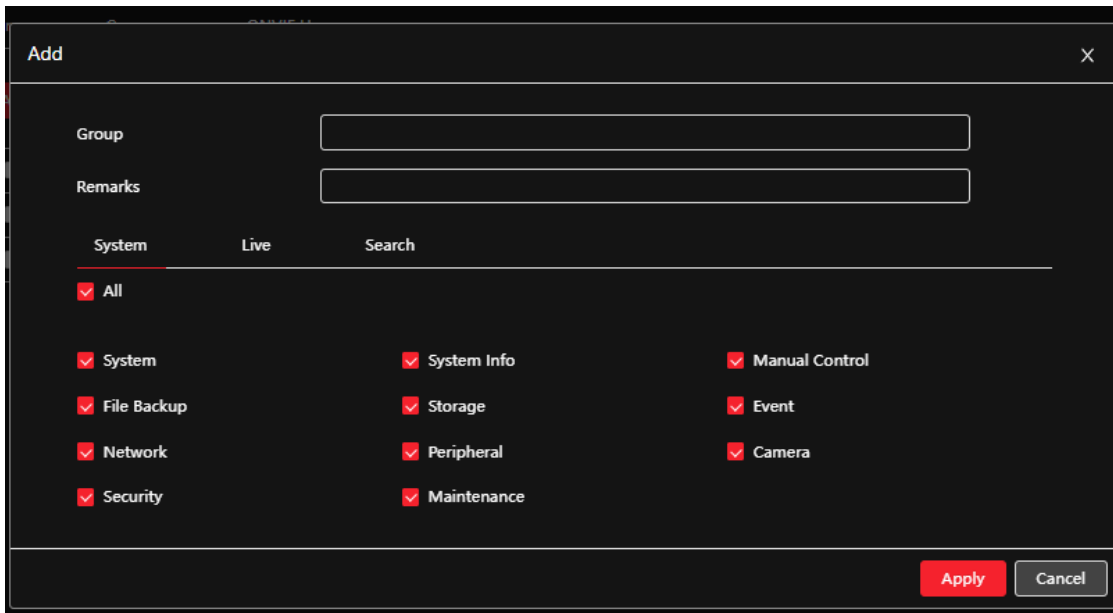 Add
Group
Remarks
System Live Search
All
System System Info Manual Control
File Backup Storage Event
Network Peripheral Camera
Security Maintenance
Apply Cancel